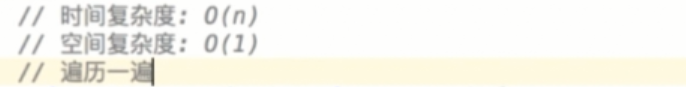 // 时间复杂度: O(n)
// 空间复杂度: O(1)
// 遍历一遍